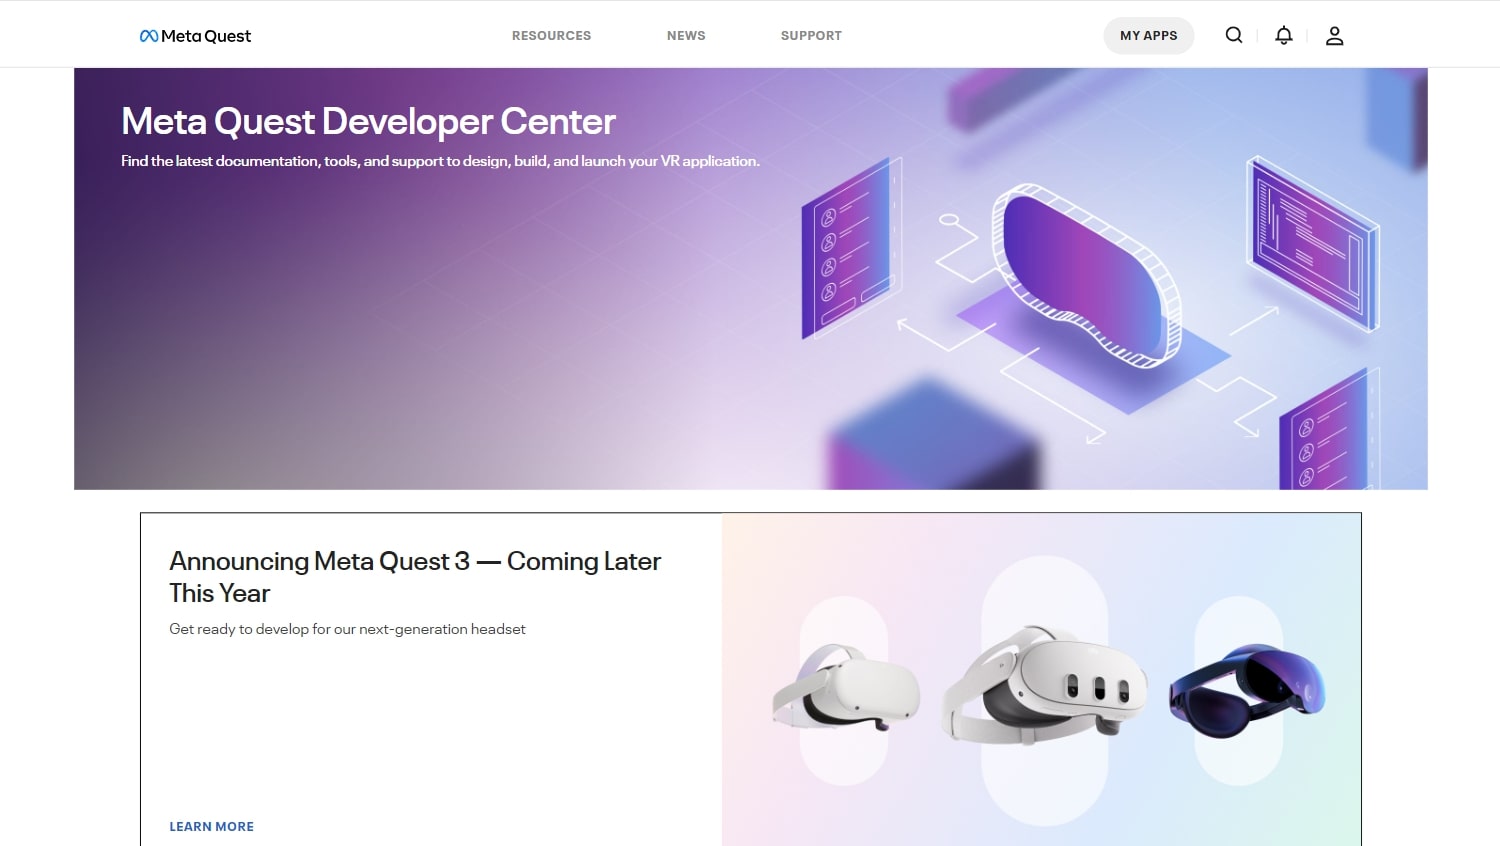 Meta Quest
RESOURCES
NEWS
SUPPORT
MY APPS
Meta Quest Developer Center
Find the latest documentation, tools, and support to design, build, and launch your VR application.
Announcing Meta Quest 3 — Coming Later
This Year
Get ready to develop for our next-generation headset
LEARN MORE